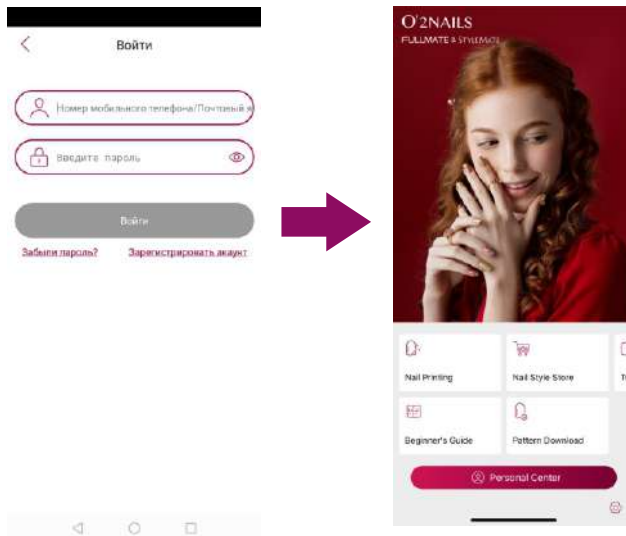 Войти
Номер мобильного телефона/Почтовый я
Введите пароль
Войти
Забыли пароль?
Зарегистрировать акаунт
O'2NAILS
FULLMATE & STYLEMATE
Nail Printing
Nail Style Store
Beginner's Guide
Pattern Download
Personal Center